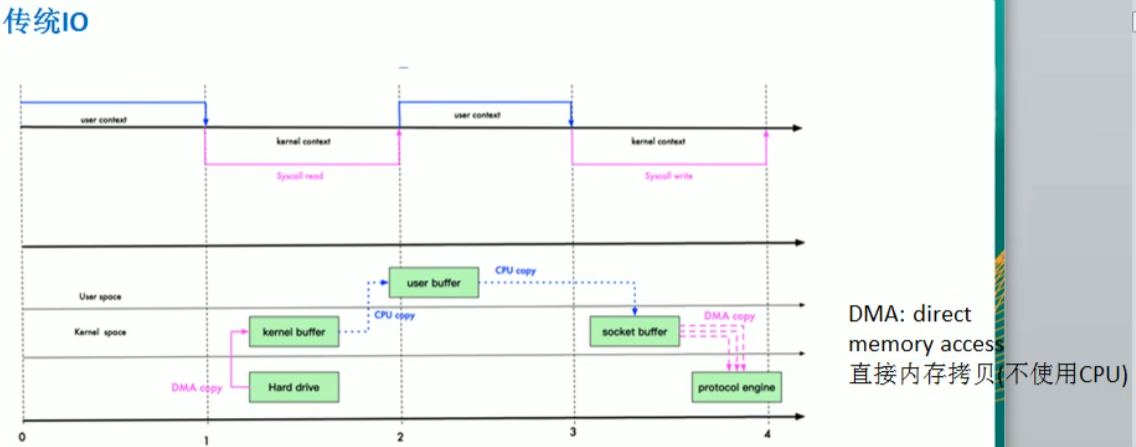 传统IO
user context
user context
kernel context
kernel context
Syscall read
Syscall write
CPU copy
user buffer
User space
CPU copy
DMA copy
Kernel space
kernel buffer
socket buffer
DMA copy
Hard drive
protocol engine
0
1
2
3
4
DMA: direct
memory access
直接内存拷贝(不使用CPU)